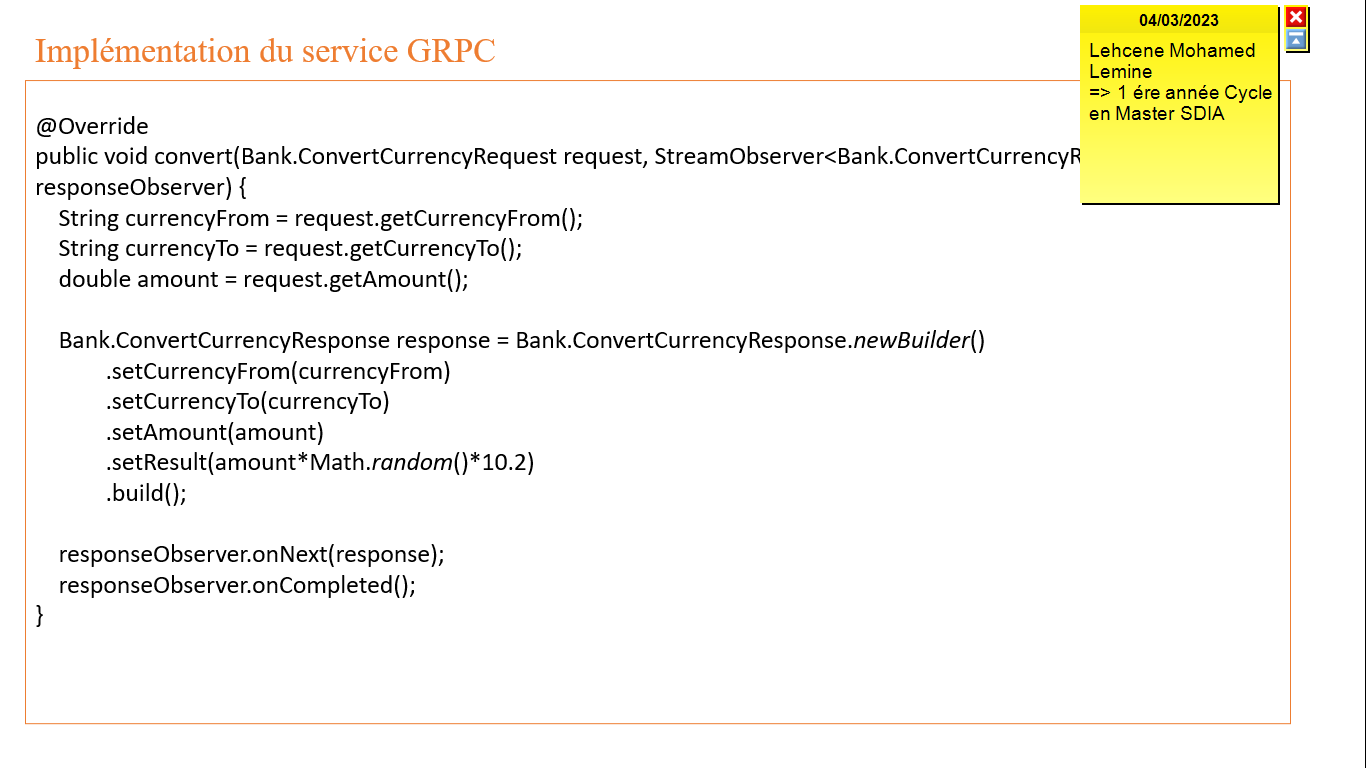 Implémentation du service GRPC
04/03/2023
Lehcene Mohamed
Lemine
=> 1 ére année Cycle
en Master SDIA
@Override
public void convert(Bank.ConvertCurrencyRequest request, StreamObserver<Bank.ConvertCurrencyR
responseObserver) {
String currencyFrom = request.getCurrencyFrom();
String currencyTo = request.getCurrencyTo();
double amount = request.getAmount();
Bank.ConvertCurrencyResponse response = Bank.ConvertCurrencyResponse.newBuilder()
.setCurrencyFrom(currencyFrom)
.setCurrencyTo(currencyTo)
.setAmount(amount)
.setResult(amount*Math.random()*10.2)
.build();
responseObserver.onNext(response);
responseObserver.onCompleted();
}